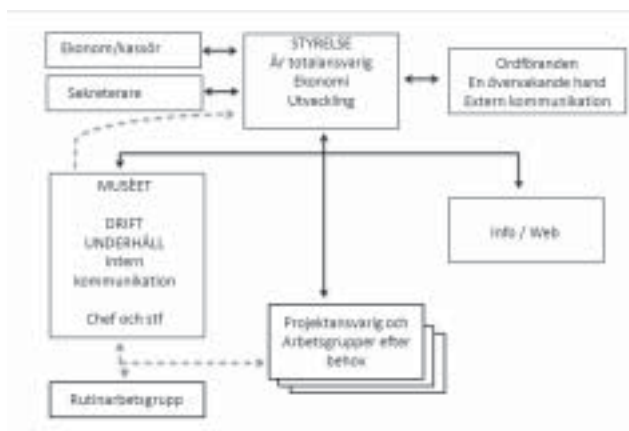 Ekonom/kassör
Sekreterare
STYRELSE
Är totalansvarig
Ekonomi
Utveckling
Ordföranden
En övervakande hand
Extern kommunikation
MUSÈET
DRIFT
UNDERHÅLL
Intern
kommunikation
Chef och stf
Info / Web
Projektansvarig och
Arbetsgrupper efter
behov
Rutinarbetsgrupp